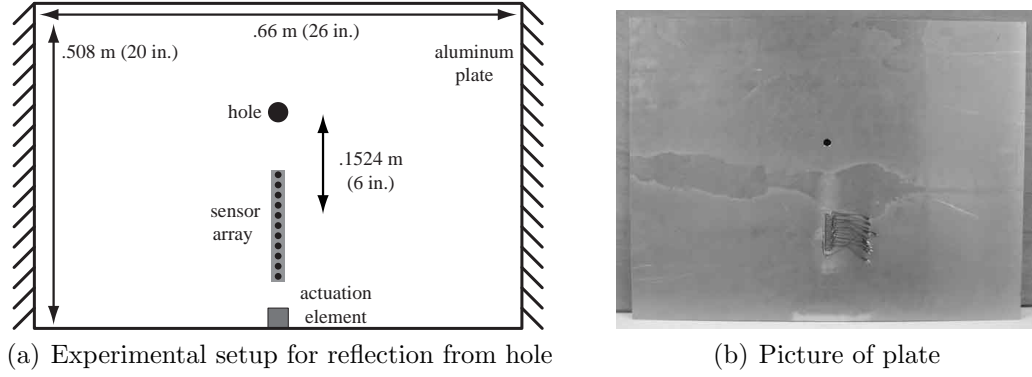 .66 m (26 in.)
.508 m (20 in.)
aluminum
plate
hole
.1524 m
(6 in.)
sensor
array
actuation
element
(a) Experimental setup for reflection from hole
(b) Picture of plate